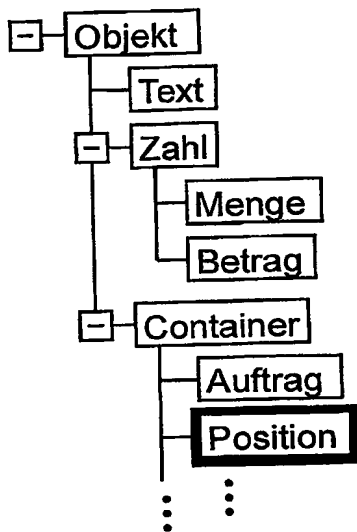 Objekt
Text
Zahl
Menge
Betrag
Container
Auftrag
Position